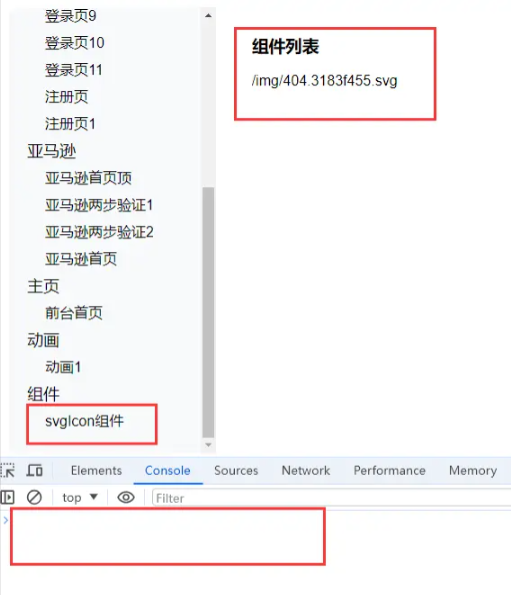 登录页9
登录页10
登录页11
注册页
注册页1
亚马逊
亚马逊首页顶
亚马逊两步验证1
亚马逊两步验证2
亚马逊首页
主页
前台首页
动画
动画1
组件
svgIcon组件
组件列表
/img/404.3183f455.svg
Elements Console Sources Network Performance Memory
top Filter